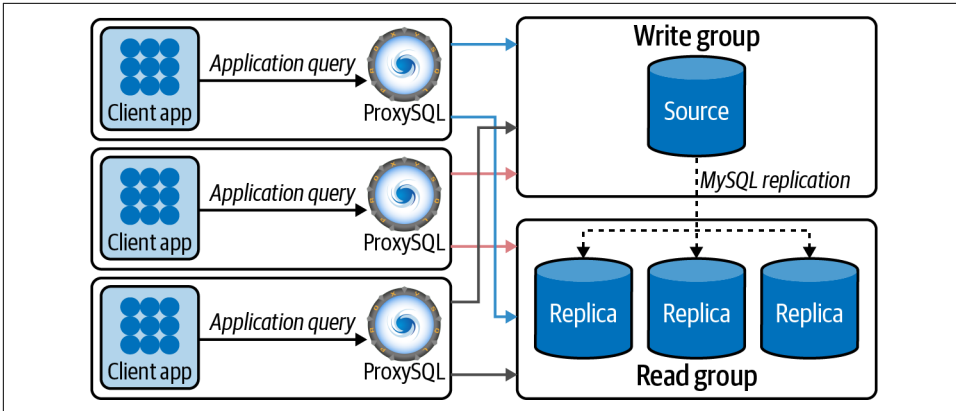 Application query
Client app
ProxySQL
Application query
Client app
ProxySQL
Application query
Client app
ProxySQL
Write group
Source
MySQL replication
Replica
Replica
Replica
Read group